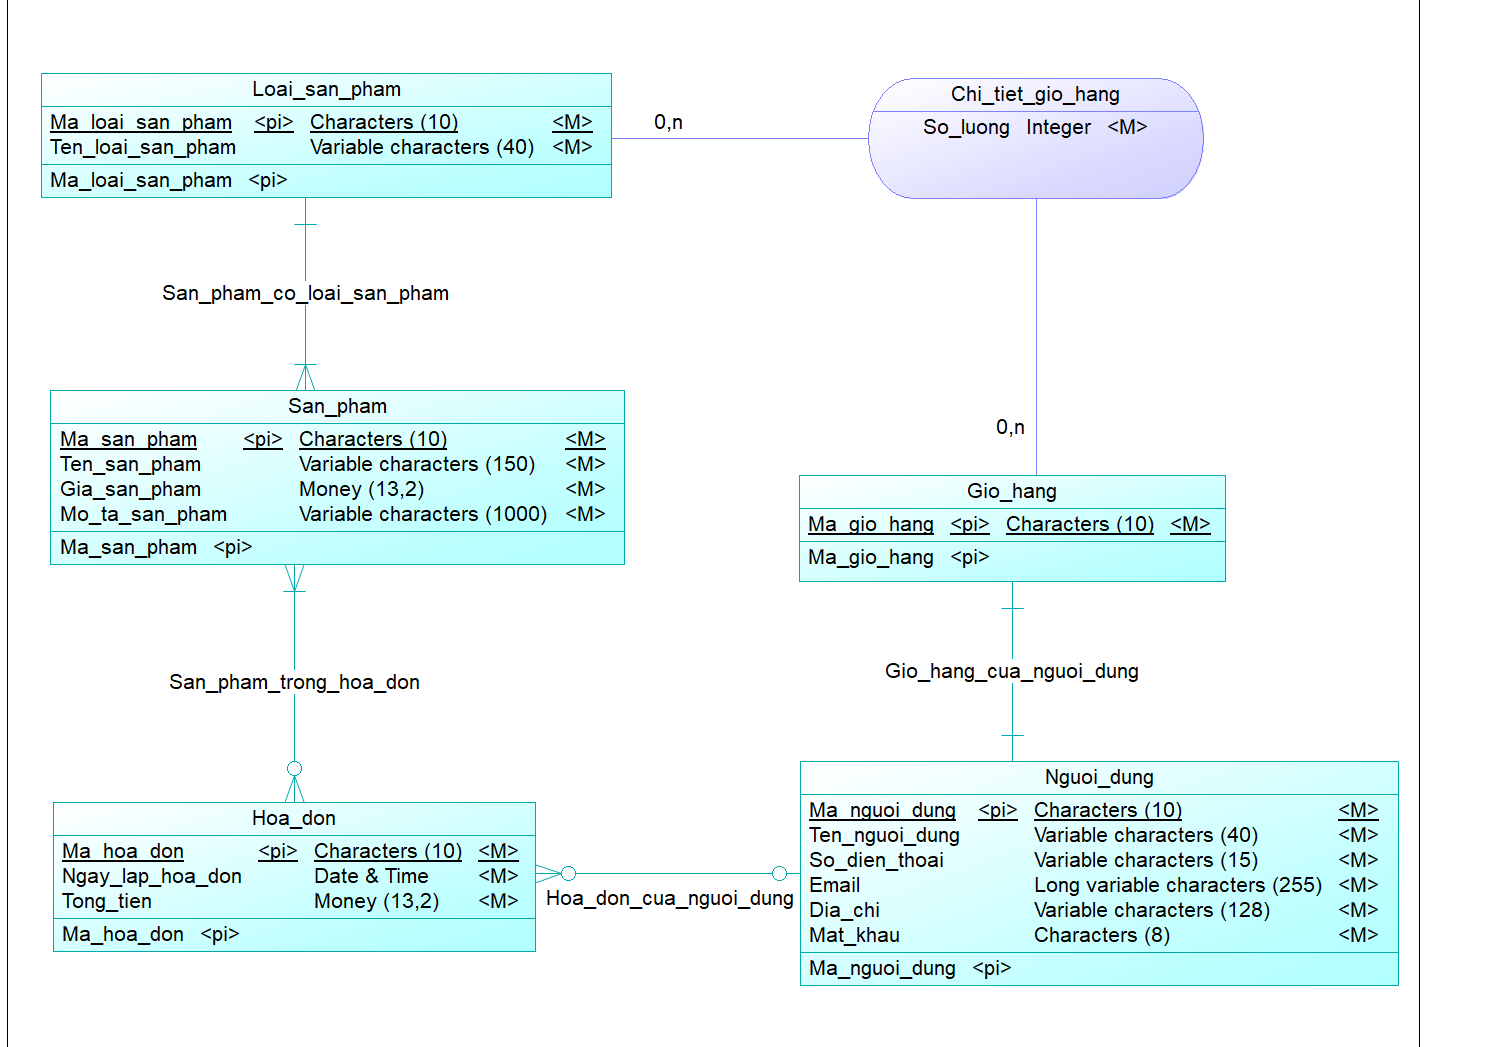 Loai_san_pham
Ma_loai_san_pham <pi> Characters (10) <M>
Ten_loai_san_pham Variable characters (40) <M>
Ma_loai_san_pham <pi>
0,n
Chi_tiet_gio_hang
So_luong Integer <M>
San_pham_co_loai_san_pham
San_pham
Ma_san_pham <pi> Characters (10) <M>
Ten_san_pham Variable characters (150) <M>
Gia_san_pham Money (13,2) <M>
Mo_ta_san_pham Variable characters (1000) <M>
Ma_san_pham <pi>
0,n
Gio_hang
Ma_gio_hang <pi> Characters (10) <M>
Ma_gio_hang <pi>
San_pham_trong_hoa_don
Gio_hang_cua_nguoi_dung
Hoa_don
Ma_hoa_don <pi> Characters (10) <M>
Ngay_lap_hoa_don Date & Time <M>
Tong_tien Money (13,2) <M>
Ma_hoa_don <pi>
Hoa_don_cua_nguoi_dung
Nguoi_dung
Ma_nguoi_dung <pi> Characters (10) <M>
Ten_nguoi_dung Variable characters (40) <M>
So_dien_thoai Variable characters (15) <M>
Email Long variable characters (255) <M>
Dia_chi Variable characters (128) <M>
Mat_khau Characters (8) <M>
Ma_nguoi_dung <pi>